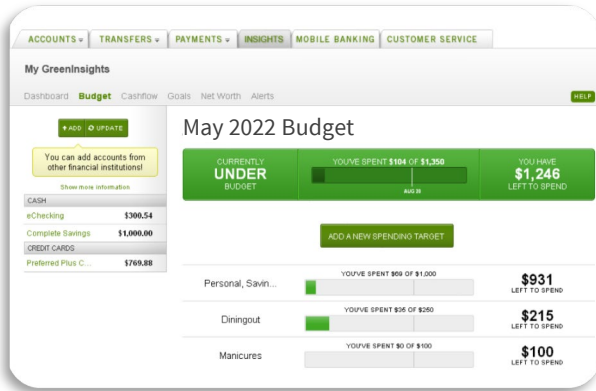 ACCOUNTS TRANSFERS PAYMENTS INSIGHTS MOBILE BANKING CUSTOMER SERVICE
My GreenInsights
Dashboard Budget Cashflow Goals Net Worth Alerts
HELP
ADD UPDATE
You can add accounts from
other financial institutions!
Show more information
CASH
eChecking $300.54
Complete Savings $1,000.00
CREDIT CARDS
Preferred Plus C... $769.88
May 2022 Budget
CURRENTLY
UNDER
BUDGET
YOU'VE SPENT $104 OF $1,350
AUG 26
YOU HAVE
$1,246
LEFT TO SPEND
ADD A NEW SPENDING TARGET
Personal, Savin...
YOU'VE SPENT $69 OF $1,000
$931
LEFT TO SPEND
Diningout
YOU'VE SPENT $35 OF $250
$215
LEFT TO SPEND
Manicures
YOU'VE SPENT $0 OF $100
$100
LEFT TO SPEND